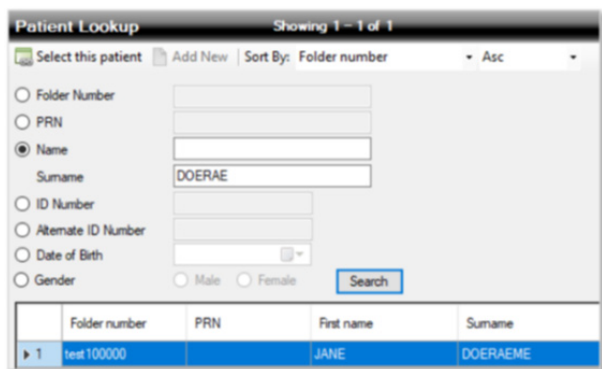 Patient Lookup Showing 1 – 1 of 1
Select this patient Add New Sort By: Folder number Asc
Folder Number
PRN
Name
Surname DOERAE
ID Number
Alternate ID Number
Date of Birth
Gender Male Female Search
Folder number PRN First name Surname
1 test100000 JANE DOERAEME